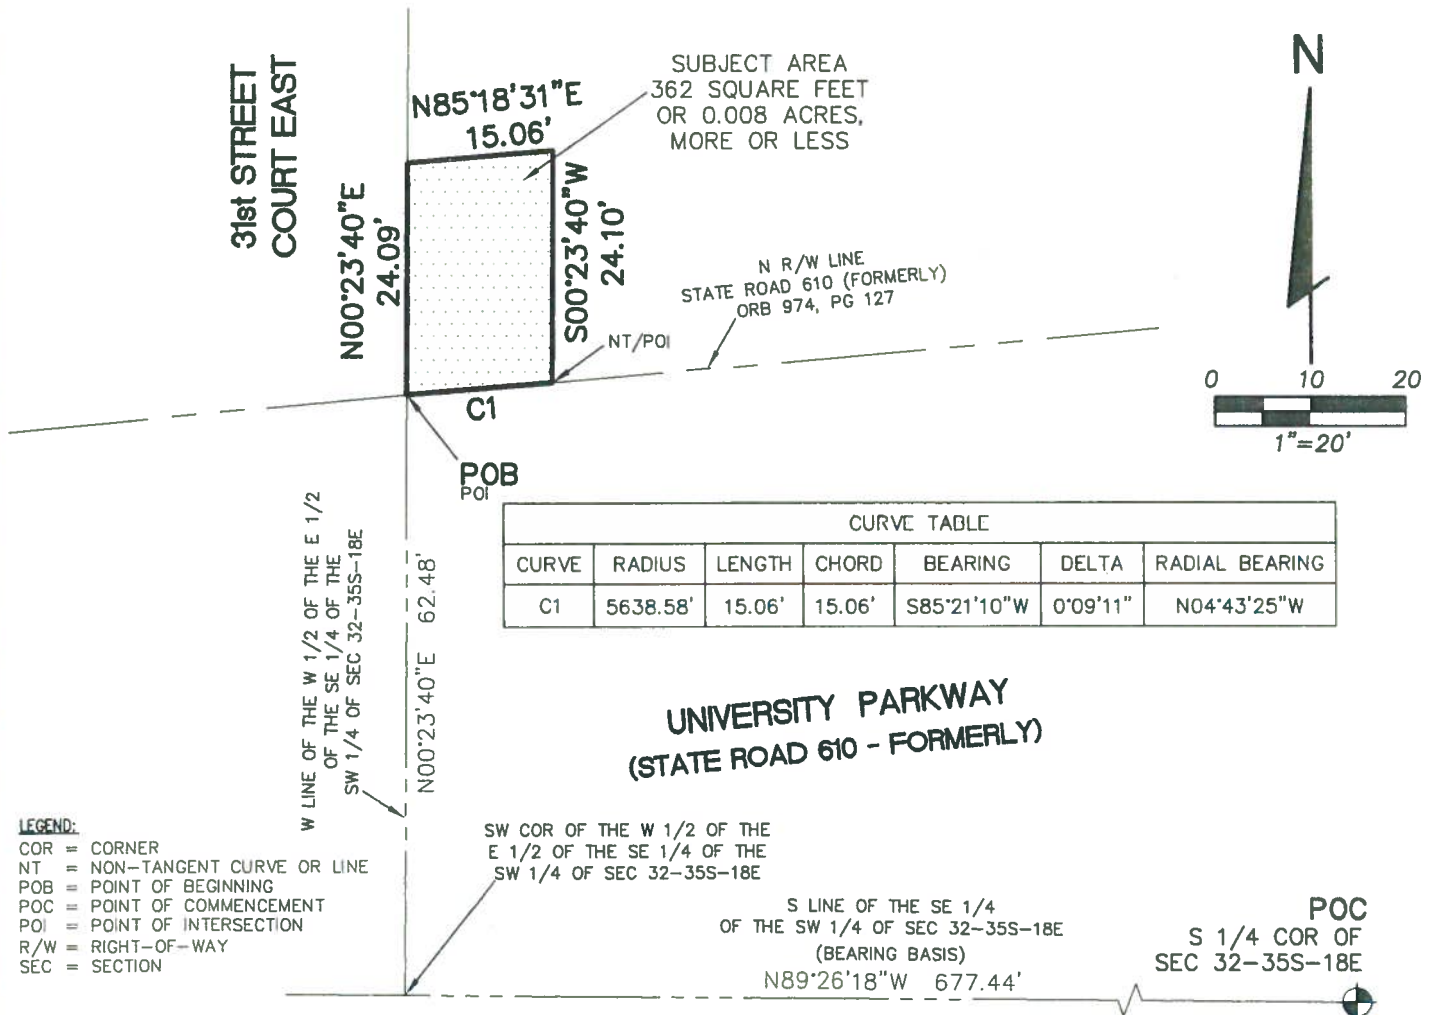 31st STREET
COURT EAST
N85°18'31"E
15.06'
SUBJECT AREA
362 SQUARE FEET
OR 0.008 ACRES,
MORE OR LESS
N
N00°23'40"E
24.09'
S00°23'40"W
24.10'
N R/W LINE
STATE ROAD 610 (FORMERLY)
ORB 974, PG 127
NT/POI
C1
POB
POI
0 10 20
1"=20'
CURVE TABLE
CURVE RADIUS LENGTH CHORD BEARING DELTA RADIAL BEARING
C1 5638.58' 15.06' 15.06' S85°21'10"W 0°09'11" N04°43'25"W
W LINE OF THE W 1/2 OF THE E 1/2
OF THE SE 1/4 OF THE
SW 1/4 OF SEC 32-35S-18E
N00°23'40"E 62.48'
UNIVERSITY PARKWAY
(STATE ROAD 610 - FORMERLY)
LEGEND:
COR = CORNER
NT = NON-TANGENT CURVE OR LINE
POB = POINT OF BEGINNING
POC = POINT OF COMMENCEMENT
POI = POINT OF INTERSECTION
R/W = RIGHT-OF-WAY
SEC = SECTION
SW COR OF THE W 1/2 OF THE
E 1/2 OF THE SE 1/4 OF THE
SW 1/4 OF SEC 32-35S-18E
S LINE OF THE SE 1/4
OF THE SW 1/4 OF SEC 32-35S-18E
(BEARING BASIS)
N89°26'18"W 677.44'
POC
S 1/4 COR OF
SEC 32-35S-18E